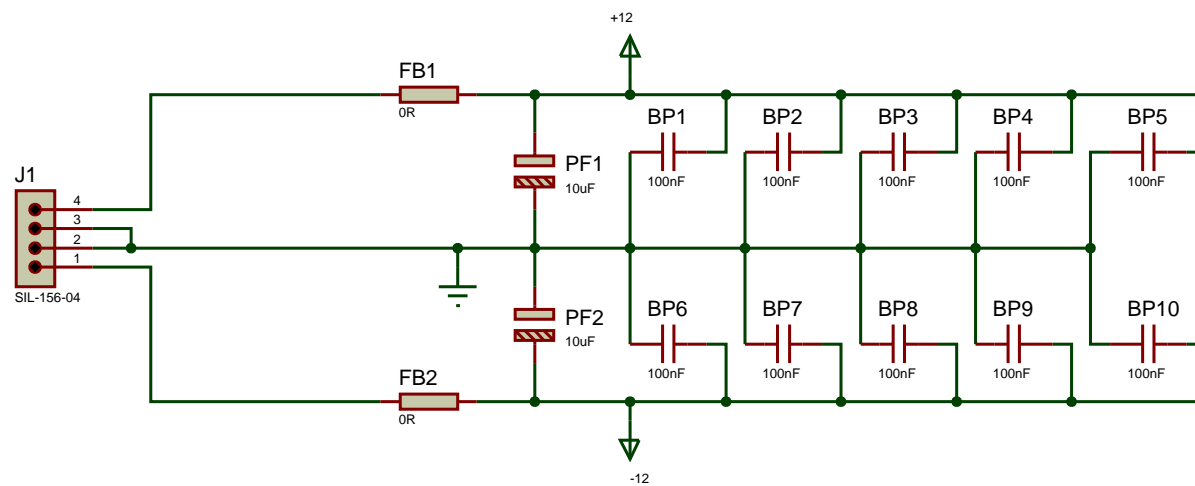 +12
FB1
0R
BP1
BP2
BP3
BP4
BP5
100nF
100nF
100nF
100nF
100nF
PF1
10uF
J1
4
3
2
1
SIL-156-04
PF2
10uF
BP6
BP7
BP8
BP9
BP10
100nF
100nF
100nF
100nF
100nF
FB2
0R
-12